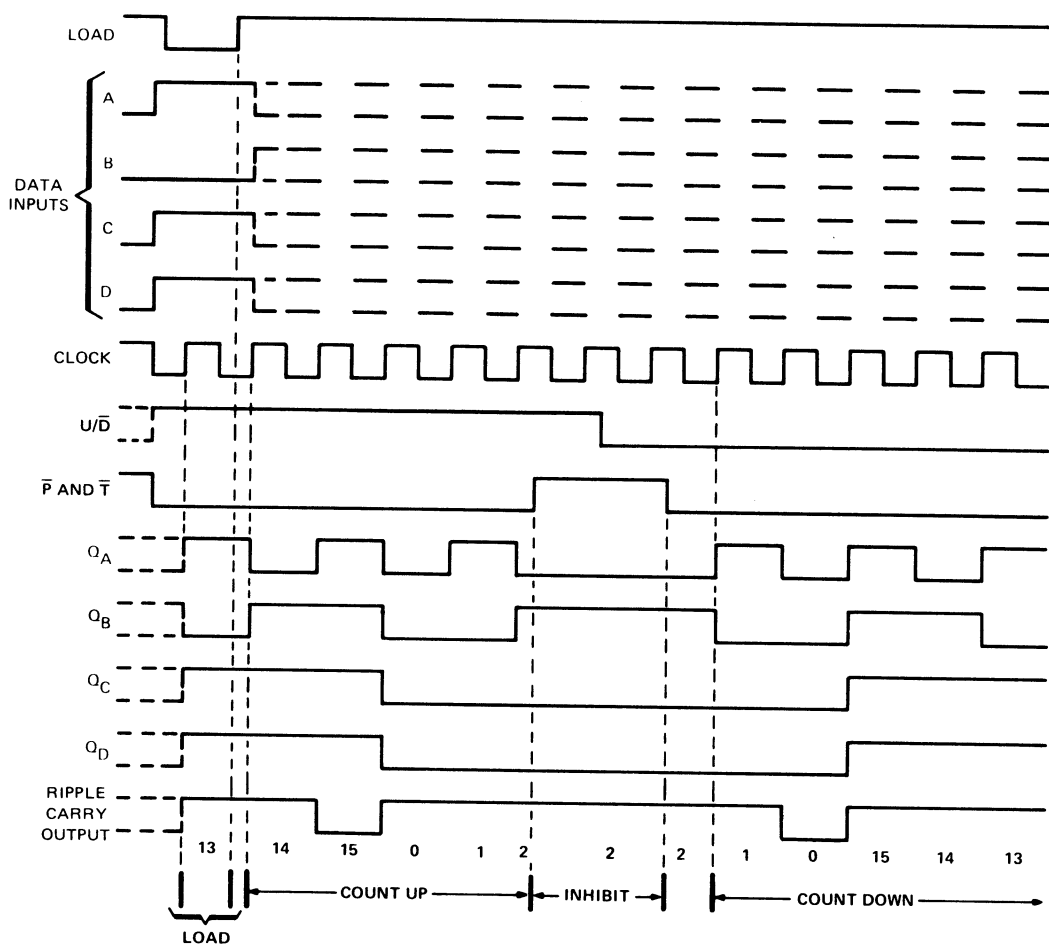 LOAD
A
B
DATA
INPUTS
C
D
CLOCK
U/D̅
P̅ AND T̅
QA
QB
QC
QD
RIPPLE
CARRY
OUTPUT
13 14 15 0 1 2 2 2 1 0 15 14 13
COUNT UP INHIBIT COUNT DOWN
LOAD